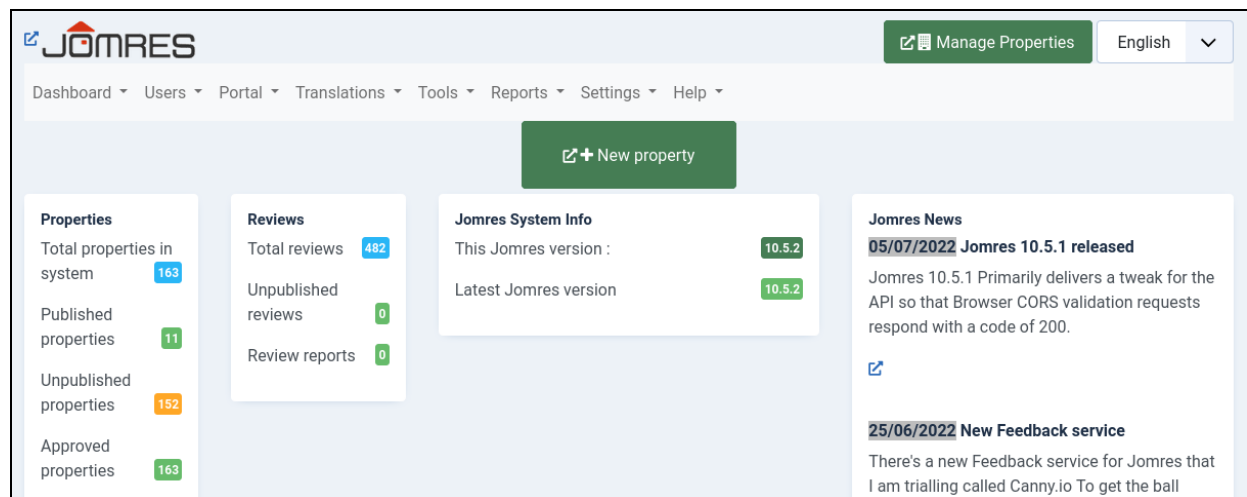 JOMRES
Manage Properties
English
Dashboard Users Portal Translations Tools Reports Settings Help
New property
Properties
Total properties in
system 163
Published
properties 11
Unpublished
properties 152
Approved
properties 163
Reviews
Total reviews 482
Unpublished
reviews 0
Review reports 0
Jomres System Info
This Jomres version : 10.5.2
Latest Jomres version 10.5.2
Jomres News
05/07/2022 Jomres 10.5.1 released
Jomres 10.5.1 Primarily delivers a tweak for the
API so that Browser CORS validation requests
respond with a code of 200.
25/06/2022 New Feedback service
There's a new Feedback service for Jomres that
I am trialling called Canny.io To get the ball